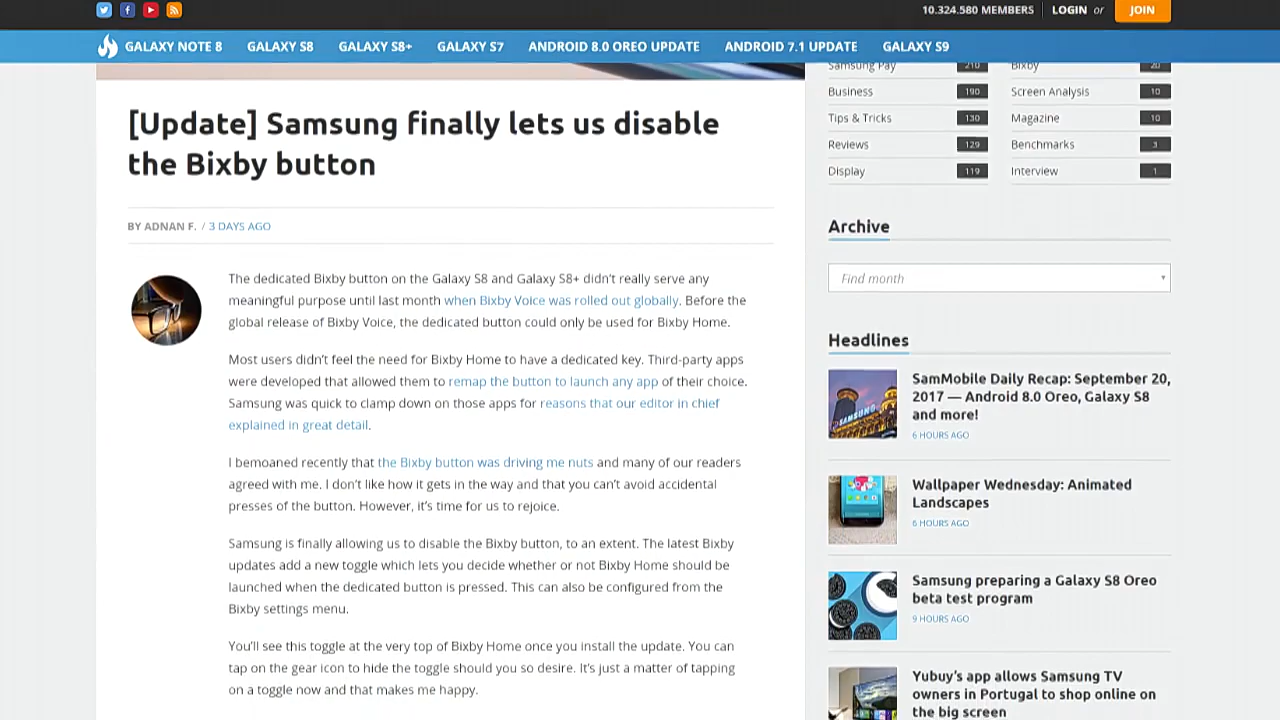 10.324.580 MEMBERS LOGIN or JOIN
GALAXY NOTE 8 GALAXY S8 GALAXY S8+ GALAXY S7 ANDROID 8.0 OREO UPDATE ANDROID 7.1 UPDATE GALAXY S9
[Update] Samsung finally lets us disable
the Bixby button
BY ADNAN F. / 3 DAYS AGO
The dedicated Bixby button on the Galaxy S8 and Galaxy S8+ didn't really serve any
meaningful purpose until last month when Bixby Voice was rolled out globally. Before the
global release of Bixby Voice, the dedicated button could only be used for Bixby Home.
Most users didn't feel the need for Bixby Home to have a dedicated key. Third-party apps
were developed that allowed them to remap the button to launch any app of their choice.
Samsung was quick to clamp down on those apps for reasons that our editor in chief
explained in great detail.
I bemoaned recently that the Bixby button was driving me nuts and many of our readers
agreed with me. I don't like how it gets in the way and that you can't avoid accidental
presses of the button. However, it's time for us to rejoice.
Samsung is finally allowing us to disable the Bixby button, to an extent. The latest Bixby
updates add a new toggle which lets you decide whether or not Bixby Home should be
launched when the dedicated button is pressed. This can also be configured from the
Bixby settings menu.
You'll see this toggle at the very top of Bixby Home once you install the update. You can
tap on the gear icon to hide the toggle should you so desire. It's just a matter of tapping
on a toggle now and that makes me happy.
Samsung Pay 210 Bixby 20
Business 190 Screen Analysis 10
Tips & Tricks 130 Magazine 10
Reviews 129 Benchmarks 3
Display 119 Interview 1
Archive
Find month
Headlines
SamMobile Daily Recap: September 20,
2017 — Android 8.0 Oreo, Galaxy S8
and more!
6 HOURS AGO
Wallpaper Wednesday: Animated
Landscapes
6 HOURS AGO
Samsung preparing a Galaxy S8 Oreo
beta test program
9 HOURS AGO
Yubuy's app allows Samsung TV
owners in Portugal to shop online on
the big screen
SAMSUNG